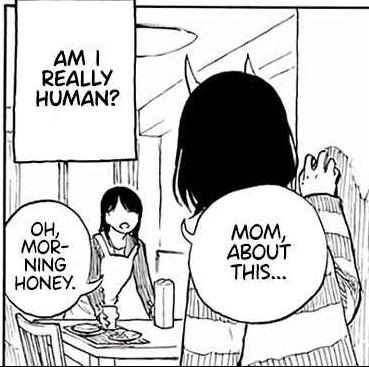 AM I
REALLY
HUMAN?
MOM,
ABOUT
THIS...
OH,
MOR-
NING
HONEY.